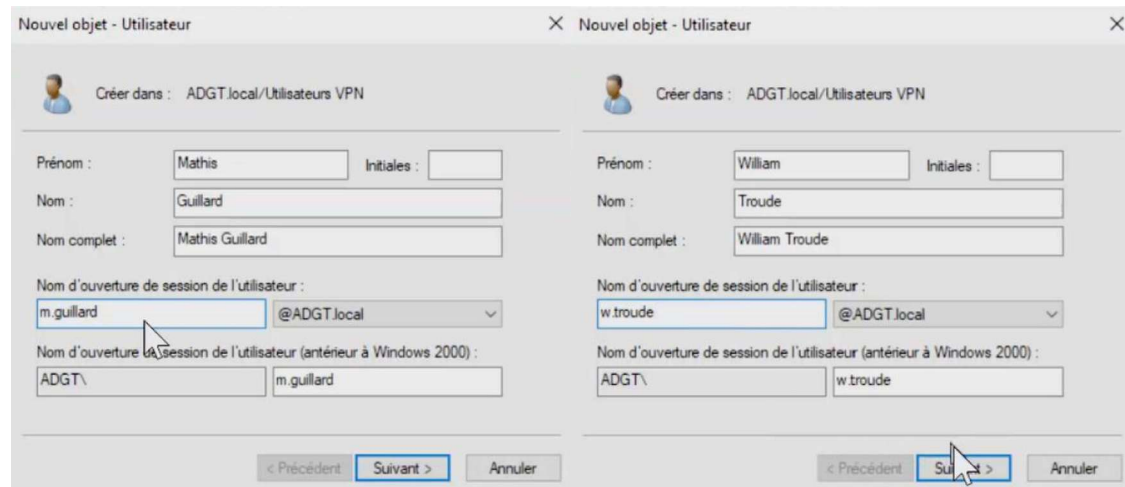 Nouvel objet - Utilisateur
Créer dans : ADGT.local/Utilisateurs VPN
Prénom : Mathis Initiales :
Nom : Guillard
Nom complet : Mathis Guillard
Nom d'ouverture de session de l'utilisateur :
m.guillard @ADGT.local
Nom d'ouverture de session de l'utilisateur (antérieur à Windows 2000) :
ADGT\ m.guillard
< Précédent Suivant > Annuler
Nouvel objet - Utilisateur
Créer dans : ADGT.local/Utilisateurs VPN
Prénom : William Initiales :
Nom : Troude
Nom complet : William Troude
Nom d'ouverture de session de l'utilisateur :
w.troude @ADGT.local
Nom d'ouverture de session de l'utilisateur (antérieur à Windows 2000) :
ADGT\ w.troude
< Précédent Suivant > Annuler